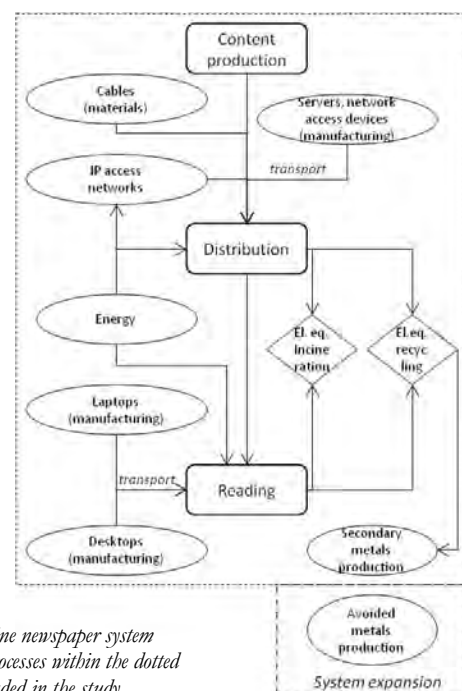 Content
production
Cables
(materials)
Servers, network
access devices
(manufacturing)
IP access
networks
transport
Distribution
Energy
El. eq.
Incine
ration
El. eq.
recyc
ling
Laptops
(manufacturing)
transport
Reading
Desktops
(manufacturing)
Secondary
metals
production
Avoided
metals
production
System expansion
ine newspaper system
ocesses within the dotted
ded in the study